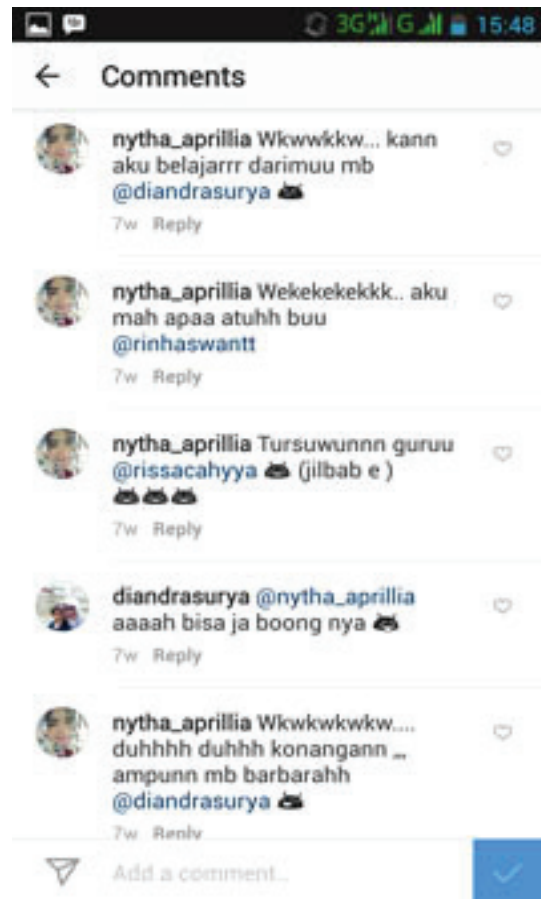 3G G 15:48
Comments
nytha_aprillia Wkwwkkw... kann
aku belajarrr darimuu mb
@diandrasurya
7w Reply
nytha_aprillia Wekekekekkk.. aku
mah apaa atuhh buu
@rinhaswantt
7w Reply
nytha_aprillia Tursuwunnn guruu
@rissacahyya (jilbab e )
7w Reply
diandrasurya @nytha_aprillia
aaaah bisa ja boong nya
7w Reply
nytha_aprillia Wkwkwkwkw....
duhhhh duhhh konangann ,,,
ampunn mb barbarahh
@diandrasurya
7w Reply
Add a comment...